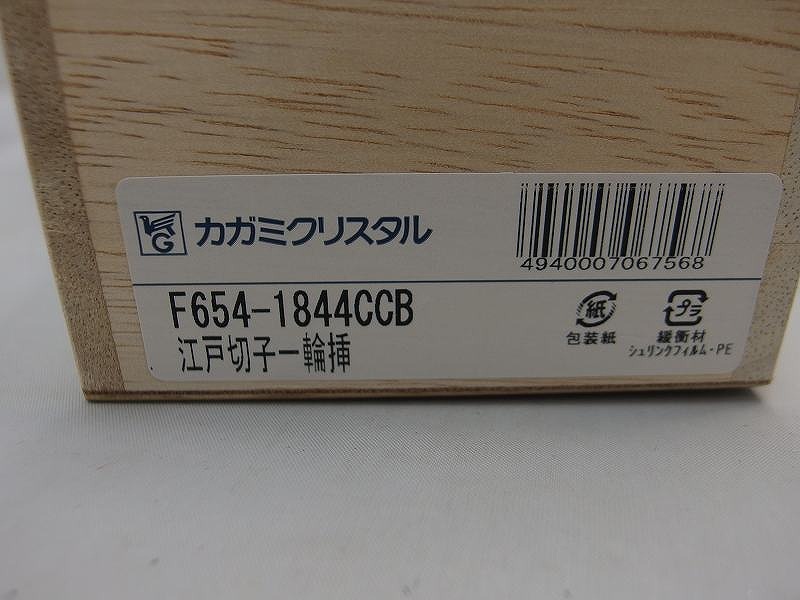 KG カガミクリスタル
4940007067568
F654-1844CCB
江戸切子一輪挿
紙
包装紙
プラ
緩衝材
シュリンクフィルム・PE